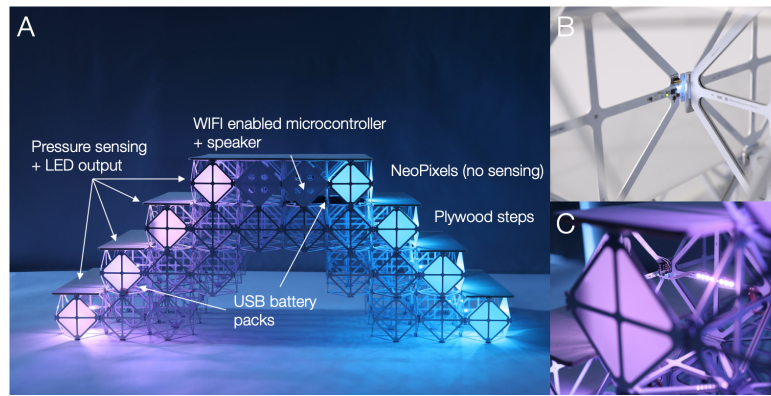 A
WIFI enabled microcontroller
+ speaker
Pressure sensing
+ LED output
NeoPixels (no sensing)
Plywood steps
USB battery
packs
B
C